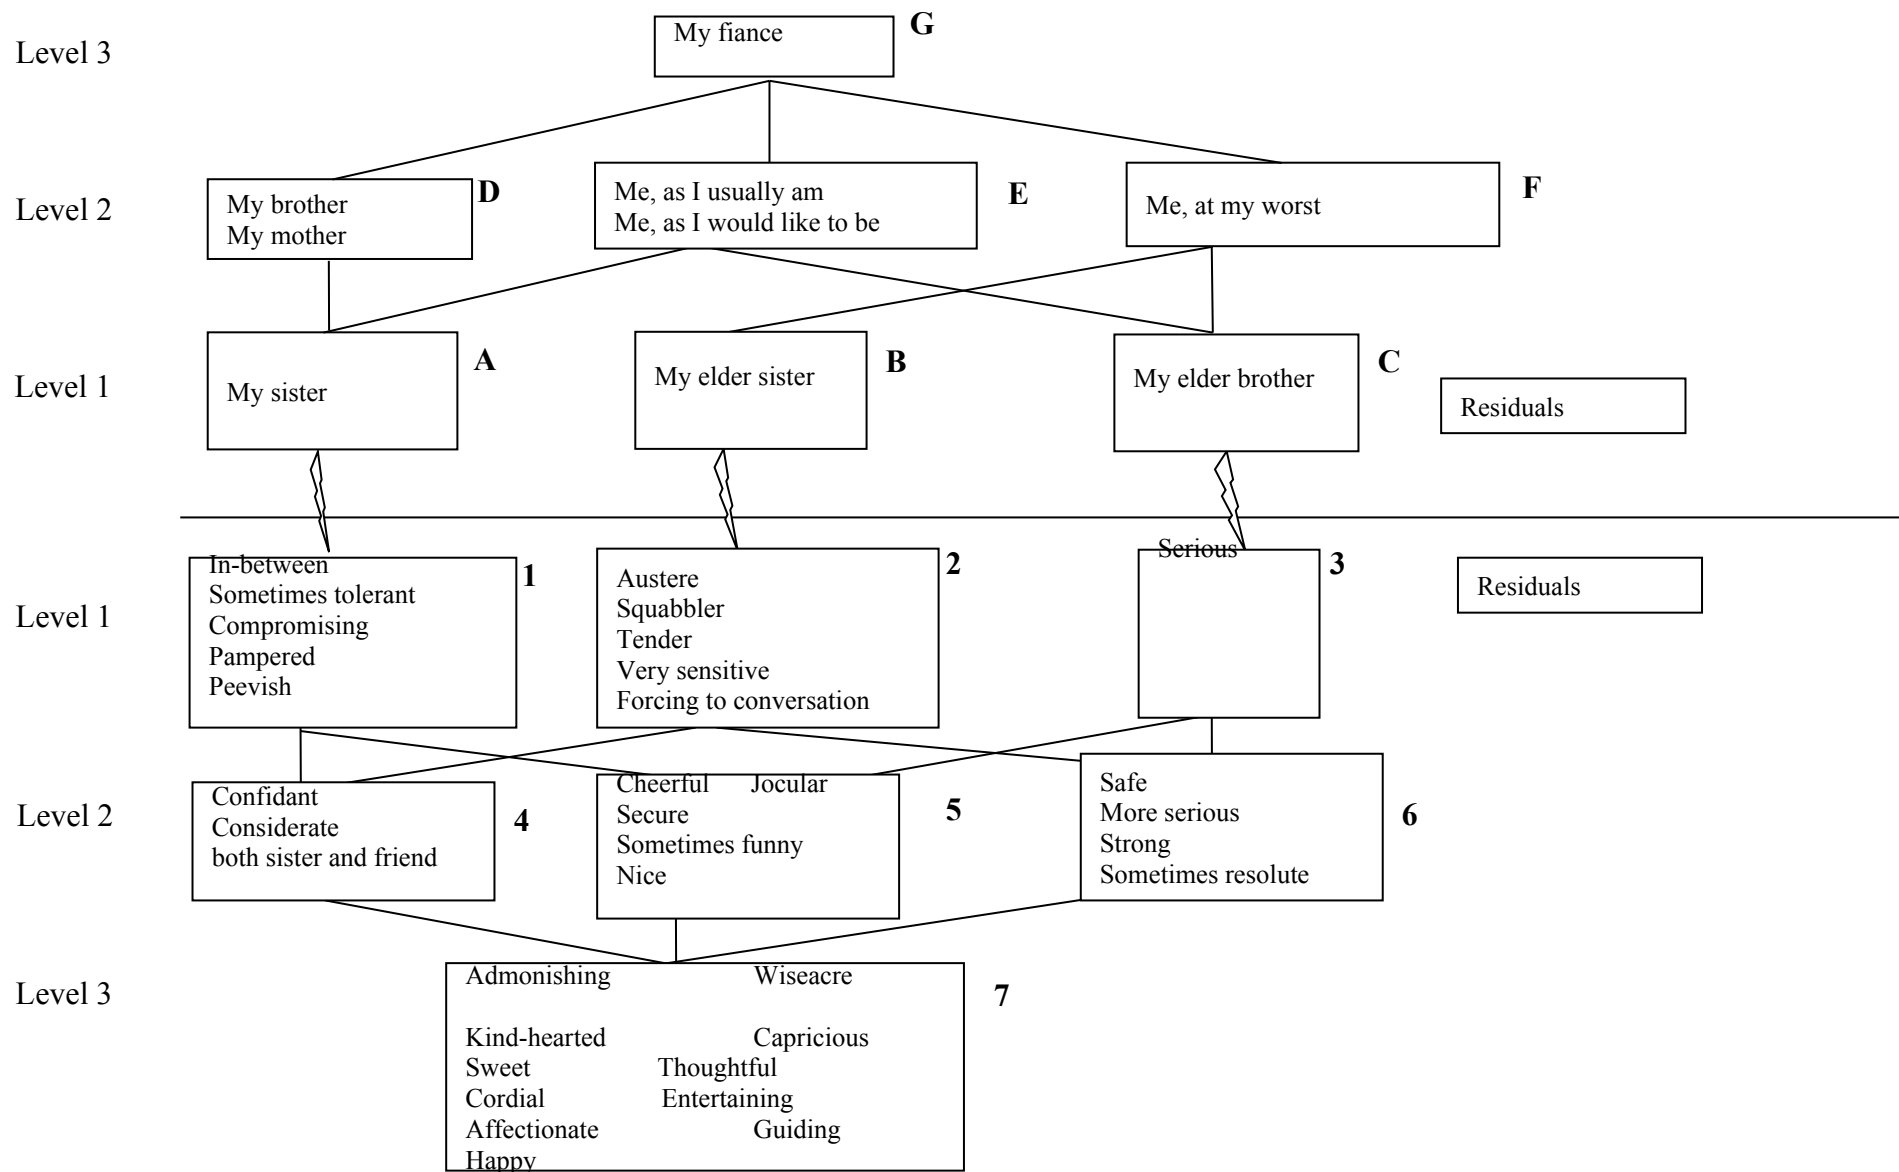 My fiance G
Level 3
My brother D
My mother
Me, as I usually am E
Me, as I would like to be
Me, at my worst F
Level 2
My sister A
My elder sister B
My elder brother C
Level 1
Residuals
In-between 1
Sometimes tolerant
Compromising
Pampered
Peevish
Austere 2
Squabbler
Tender
Very sensitive
Forcing to conversation
Serious 3
Residuals
Level 1
Confidant
Considerate 4
both sister and friend
Cheerful Jocular
Secure 5
Sometimes funny
Nice
Safe
More serious 6
Strong
Sometimes resolute
Level 2
Admonishing Wiseacre
Level 3 7
Kind-hearted Capricious
Sweet Thoughtful
Cordial Entertaining
Affectionate Guiding
Happy